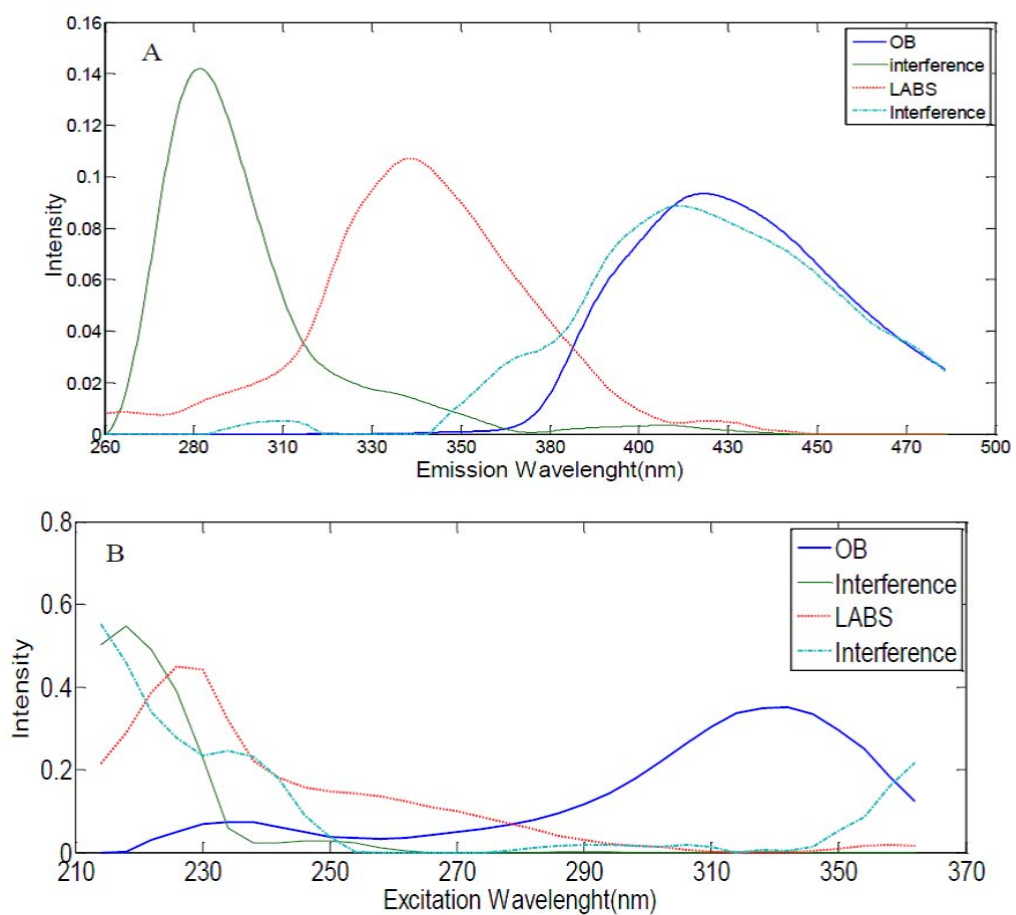 A
OB
interference
LABS
Interference
Intensity
0.16
0.14
0.12
0.1
0.08
0.06
0.04
0.02
0
260 280 310 330 350 380 400 430 450 470 500
Emission Wavelenght(nm)
B
OB
Interference
LABS
Interference
Intensity
0.8
0.6
0.4
0.2
0
210 230 250 270 290 310 350 370
Excitation Wavelenght(nm)